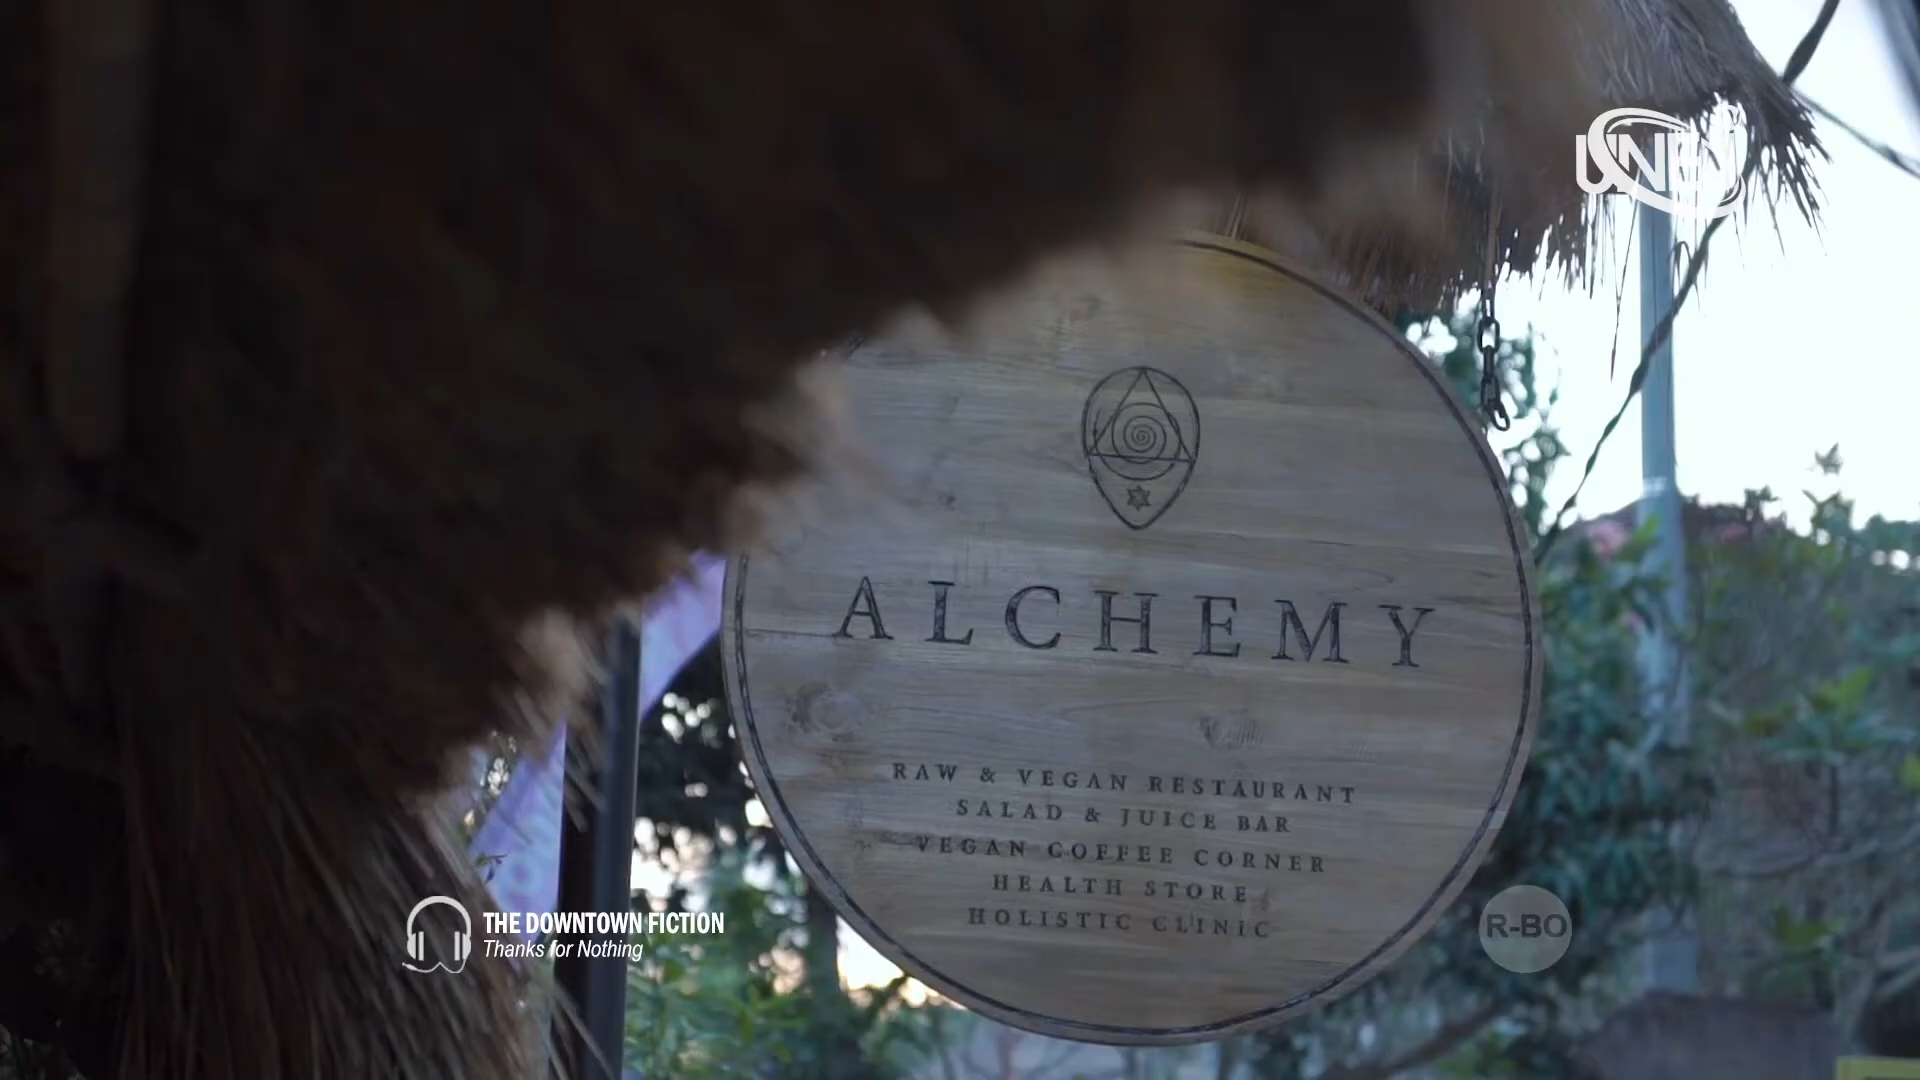 UNEJ
ALCHEMY
RAW & VEGAN RESTAURANT
SALAD & JUICE BAR
VEGAN COFFEE CORNER
HEALTH STORE
HOLISTIC CLINIC
THE DOWNTOWN FICTION
Thanks for Nothing
R-BO